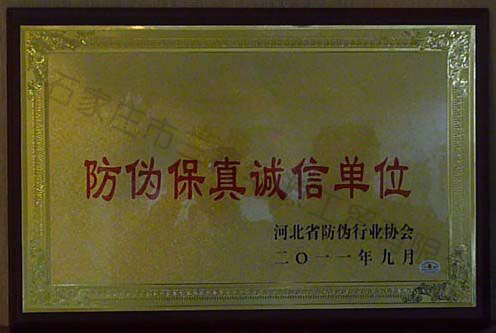 防伪保真诚信单位
河北省防伪行业协会
二〇一一年九月
石家庄市